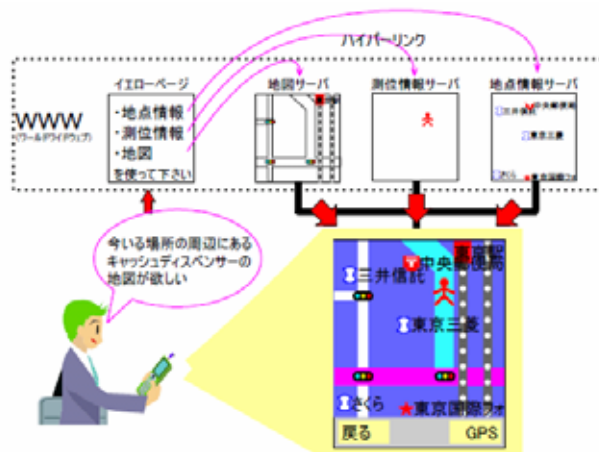 ハイパーリンク
イエローページ
地図サーバ
測位情報サーバ
地点情報サーバ
WWW
(ワールドワイドウェブ)
・地点情報
・測位情報
・地図
を使って下さい
中央郵便局
三井信託
東京三菱
さくら
東京国際フォ
今いる場所の周辺にある
キャッシュディスペンサーの
地図が欲しい
東京駅
中央郵便局
三井信託
東京三菱
さくら
東京国際フォ
戻る
GPS